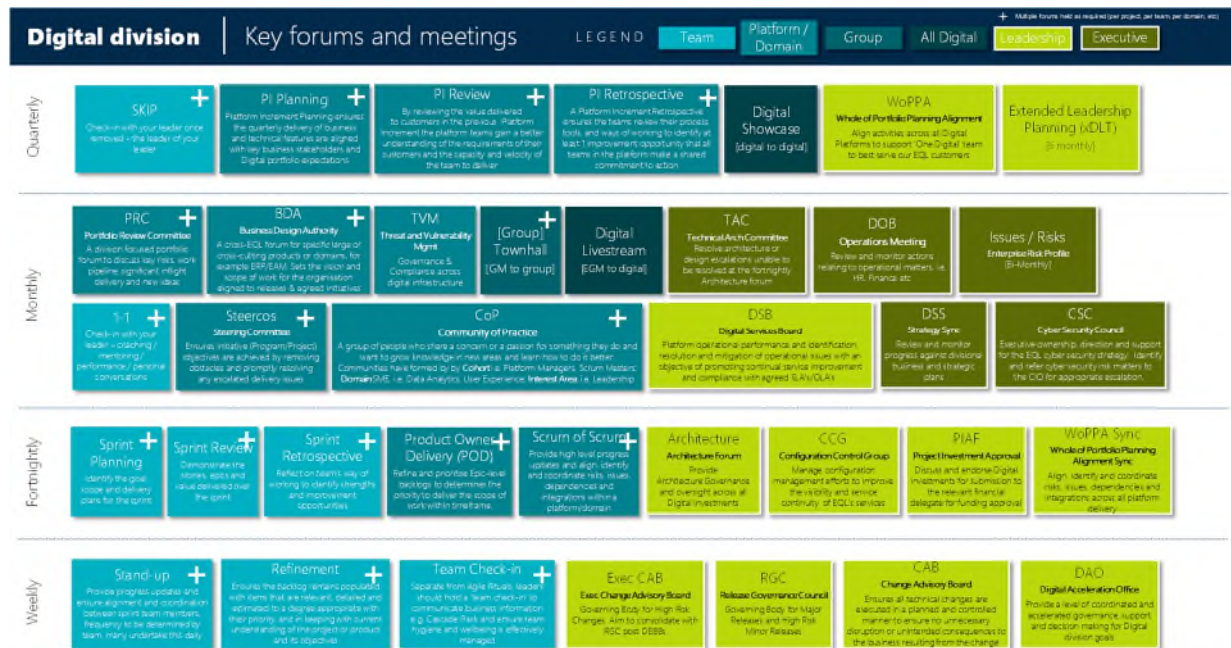 Digital division | Key forums and meetings
LEGEND
Team
Platform /
Domain
Group
All Digital
Leadership
Executive
Multiple forums held as required (per project, per team, per domain, etc)
Quarterly
SKIP
Check-in with your leader once
removed – the leader of your
leader
PI Planning
Platform Increment Planning ensures
the quarterly delivery of business
and technical features are aligned
with key business stakeholders and
Digital portfolio expectations
PI Review
By reviewing the value delivered
to customers in the previous Platform
Increment the platform teams gain a better
understanding of the requirements of their
customers and the capacity and velocity of
the team to deliver
PI Retrospective
A Platform Increment Retrospective
ensures the teams review their process,
tools, and ways of working to identify at
least 1 improvement opportunity that all
teams in the platform make a shared
commitment to action
Digital
Showcase
[digital to digital]
WoPPA
Whole of Portfolio Planning Alignment
Align activities across all Digital
Platforms to support 'One Digital' team
to best serve our EQL customers
Extended Leadership
Planning (xDLT)
[6 monthly]
Monthly
PRC
Portfolio Review Committee
A division focused portfolio
forum to discuss key risks, work
pipeline, significant inflight
delivery and new ideas
BDA
Business Design Authority
A cross-EQL forum for specific large or
cross-cutting products or domains, for
example ERP/EAM. Sets the vision and
scope of work for the organisation
aligned to releases & agreed initiatives
TVM
Threat and Vulnerability
Mgmt
Governance &
Compliance across
digital infrastructure
[Group]
Townhall
[GM to group]
Digital
Livestream
[EGM to digital]
TAC
Technical Arch Committee
Resolve architecture or
design escalations unable to
be resolved at the fortnightly
Architecture forum
DOB
Operations Meeting
Review and monitor actions
relating to operational matters, i.e.
HR, Finance etc
Issues / Risks
Enterprise Risk Profile
[Bi-Monthly]
1-1
Check-in with your
leader – coaching /
mentoring /
performance / personal
conversations
Steercos
Steering Committee
Ensures initiative (Program/Project)
objectives are achieved by removing
obstacles and promptly resolving
any escalated delivery issues
CoP
Community of Practice
A group of people who share a concern or a passion for something they do and
want to grow knowledge in new areas and learn how to do it better
Communities have formed by by Cohort i.e. Platform Managers, Scrum Masters;
Domain SME, i.e. Data Analytics, User Experience, Interest Area i.e. Leadership
DSB
Digital Services Board
Platform operational performance and identification,
resolution and mitigation of operational issues with an
objective of promoting continual service improvement
and compliance with agreed SLA's/OLA's
DSS
Strategy Sync
Review and monitor
progress against divisional
business and strategic
plans
CSC
Cyber Security Council
Executive ownership, direction and support
for the EQL cyber security strategy. Identify
and refer cyber security risk matters to
the CIO for appropriate escalation.
Fortnightly
Sprint
Planning
Identify the goal,
scope and delivery
plans for the sprint
Sprint Review
Demonstrate the
stories, epics and
value delivered over
the sprint
Sprint
Retrospective
Reflect on team's way of
working to identify strengths
and improvement
opportunities
Product Owner
Delivery (POD)
Refine and prioritise Epic-level
backlogs to determine the
priority to deliver the scope of
work within timeframe.
Scrum of Scrum
Provide high level progress
updates and align, identify
and coordinate risks, issues,
dependences and
integrations within a
platform/domain
Architecture
Architecture Forum
Provide
Architecture Governance
and oversight across all
Digital investments
CCG
Configuration Control Group
Manage configuration
management efforts to improve
the visibility and service
continuity of EQL's services
PIAF
Project Investment Approval
Discuss and endorse Digital
investments for submission to
the relevant financial
delegate for funding approval
WoPPA Sync
Whole of Portfolio Planning
Alignment Sync
Align, identify and coordinate
risks, issues, dependencies and
integrations across all platform
delivery
Weekly
Stand-up
Provide progress updates and
ensure alignment and coordination
between sprint team members,
frequency to be determined by
team, many undertake this daily
Refinement
Ensures the backlog remains populated
with items that are relevant, detailed and
estimated to a degree appropriate with
their priority, and in keeping with current
understanding of the project or product
and its objectives
Team Check-in
Separate from Agile Rituals, leaders
should hold a team check-in to
communicate business information
e.g. Cascade Pack and ensure team
hygiene and wellbeing is effectively
managed
Exec CAB
Exec Change Advisory Board
Governing Body for High Risk
Changes. Aim to consolidate with
RGC post DEBBs
RGC
Release Governance Council
Governing Body for Major
Releases and High Risk
Minor Releases
CAB
Change Advisory Board
Ensures all technical changes are
executed in a planned and controlled
manner to ensure no unnecessary
disruption or unintended consequences to
the business resulting from the change
DAO
Digital Acceleration Office
Provide a level of coordinated and
accelerated governance support
and decision making for Digital
division goals